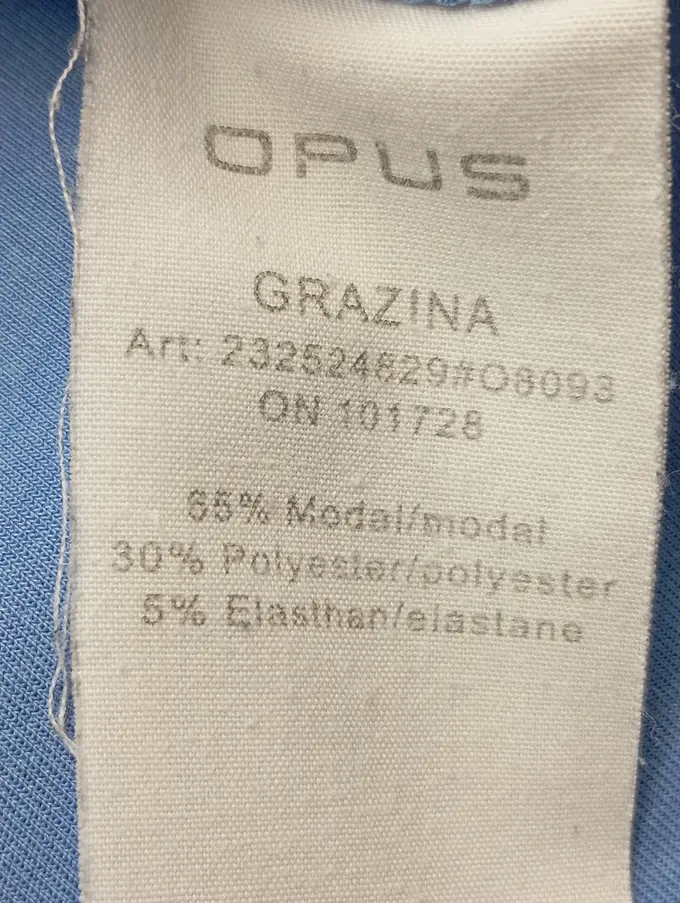 OPUS
GRAZINA
Art: 232524829#O8093
ON 101728
65% Modal/modal
30% Polyester/polyester
5% Elasthan/elastane